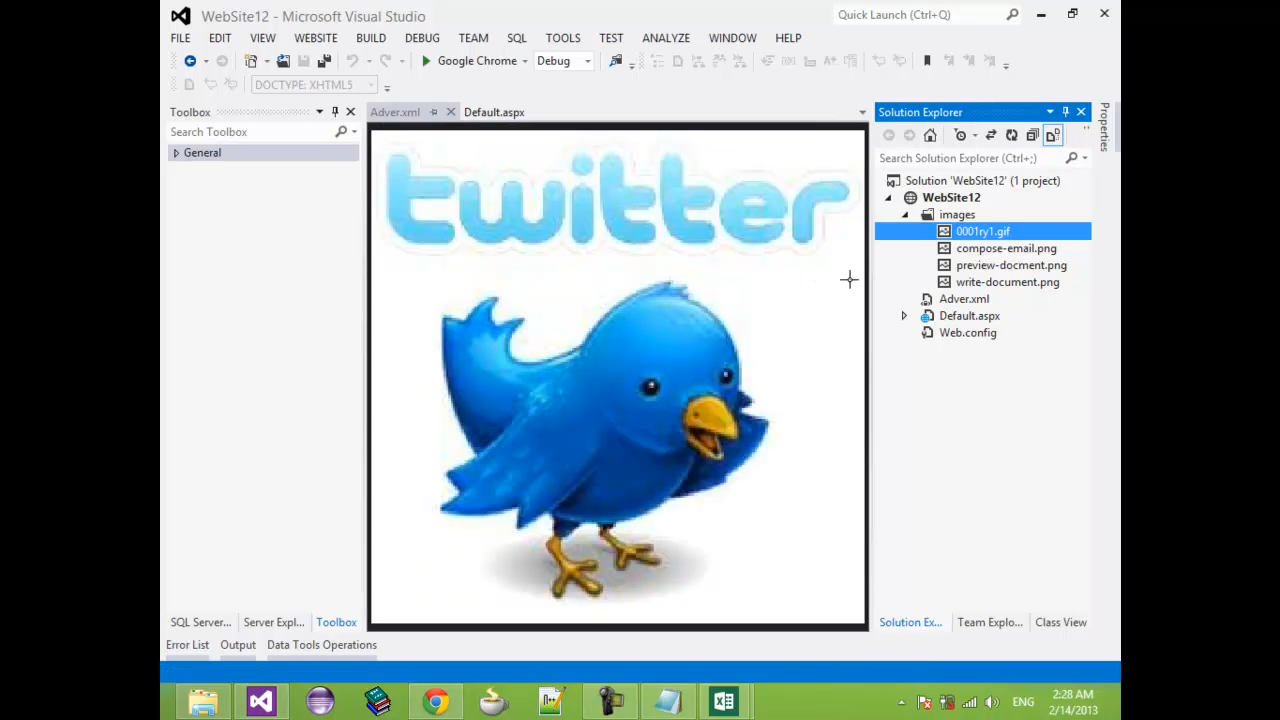 WebSite12 - Microsoft Visual Studio
Quick Launch (Ctrl+Q)
FILE EDIT VIEW WEBSITE BUILD DEBUG TEAM SQL TOOLS TEST ANALYZE WINDOW HELP
Google Chrome Debug
DOCTYPE: XHTML5
Toolbox
Search Toolbox
General
Adver.xml Default.aspx
twitter
Solution Explorer
Search Solution Explorer (Ctrl+;)
Solution 'WebSite12' (1 project)
WebSite12
images
0001ry1.gif
compose-email.png
preview-docment.png
write-document.png
Adver.xml
Default.aspx
Web.config
Properties
SQL Server... Server Expl... Toolbox
Solution Ex... Team Explo... Class View
Error List Output Data Tools Operations
ENG
2:28 AM
2/14/2013